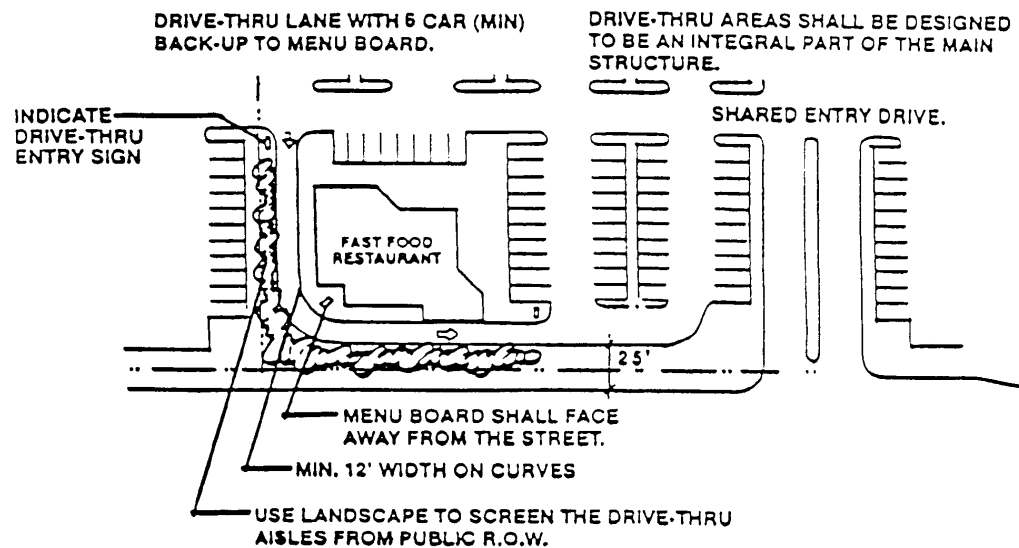 DRIVE-THRU LANE WITH 6 CAR (MIN)
BACK-UP TO MENU BOARD.
DRIVE-THRU AREAS SHALL BE DESIGNED
TO BE AN INTEGRAL PART OF THE MAIN
STRUCTURE.
INDICATE
DRIVE-THRU
ENTRY SIGN
SHARED ENTRY DRIVE.
FAST FOOD
RESTAURANT
25'
MENU BOARD SHALL FACE
AWAY FROM THE STREET.
MIN. 12' WIDTH ON CURVES
USE LANDSCAPE TO SCREEN THE DRIVE-THRU
AISLES FROM PUBLIC R.O.W.